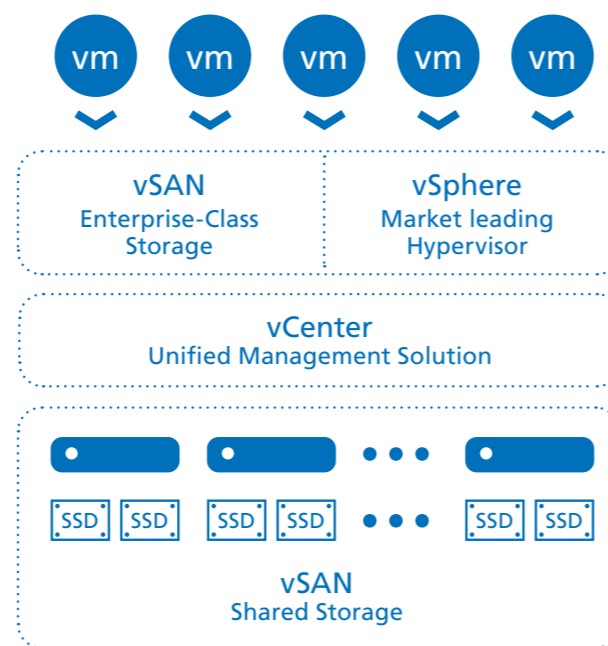 vm vm vm vm vm
vSAN
Enterprise-Class
Storage
vSphere
Market leading
Hypervisor
vCenter
Unified Management Solution
SSD SSD SSD SSD SSD SSD
vSAN
Shared Storage